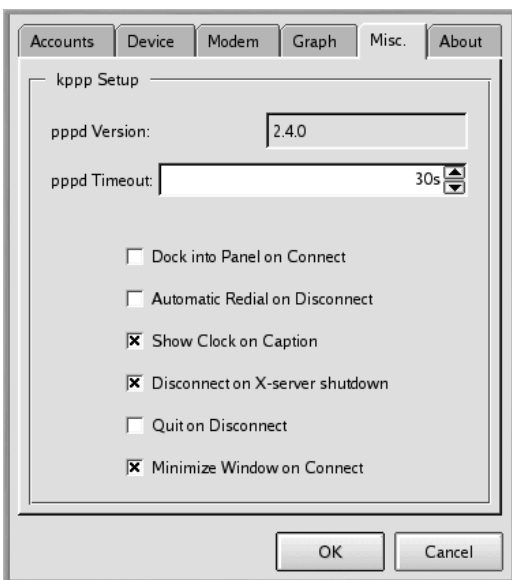 Accounts Device Modem Graph Misc. About
kppp Setup
pppd Version: 2.4.0
pppd Timeout: 30s
Dock into Panel on Connect
Automatic Redial on Disconnect
Show Clock on Caption
Disconnect on X-server shutdown
Quit on Disconnect
Minimize Window on Connect
OK Cancel